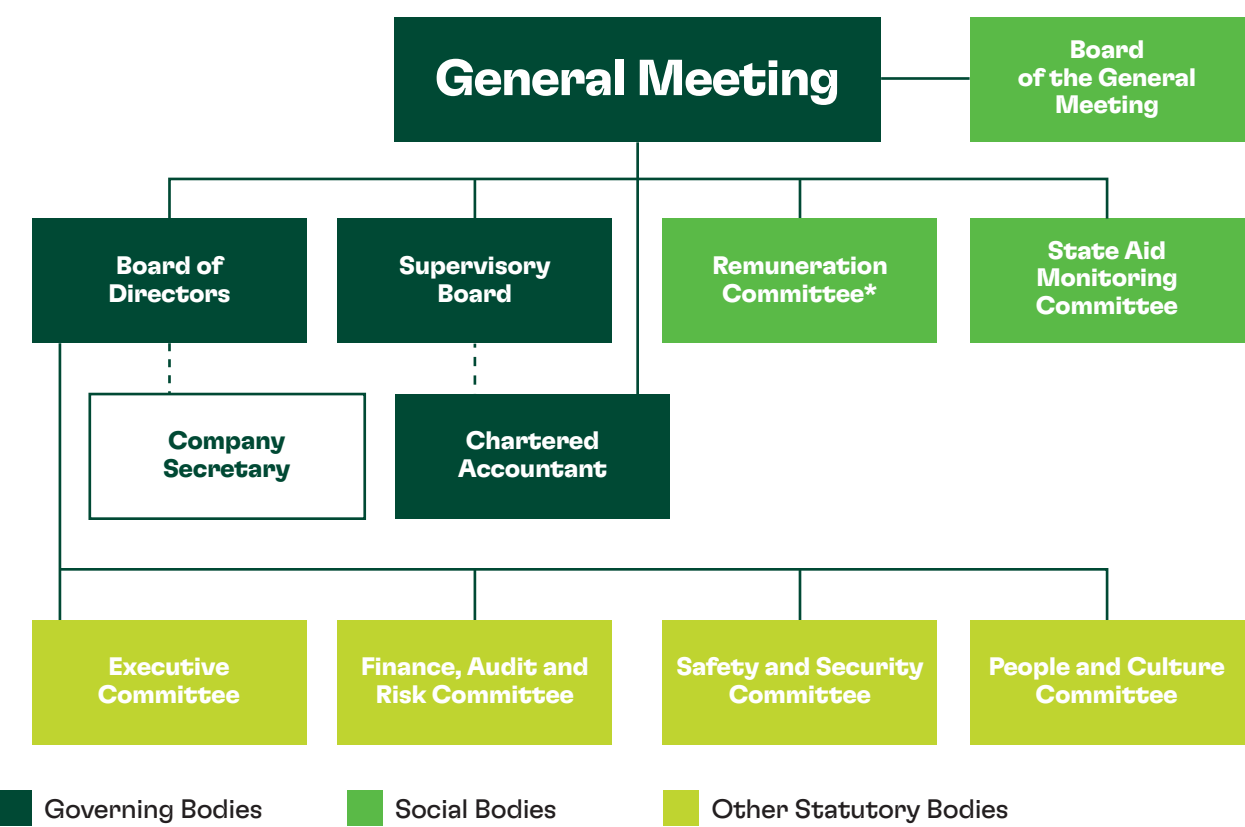 General Meeting
Board
of the General
Meeting
Board of
Directors
Supervisory
Board
Remuneration
Committee*
State Aid
Monitoring
Committee
Company
Secretary
Chartered
Accountant
Executive
Committee
Finance, Audit and
Risk Committee
Safety and Security
Committee
People and Culture
Committee
Governing Bodies
Social Bodies
Other Statutory Bodies